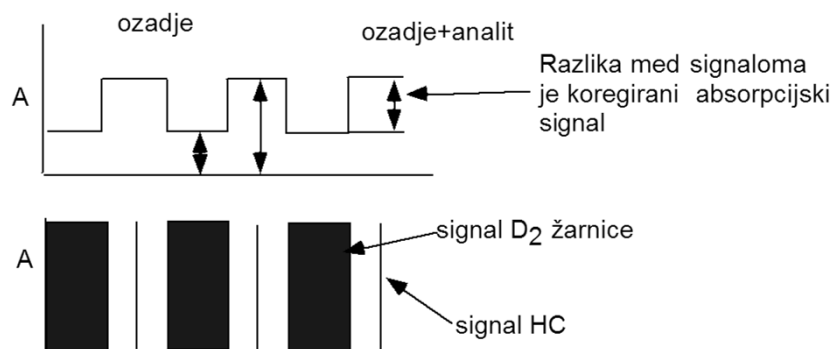 ozadje
ozadje+analit
Razlika med signaloma
je koregirani absorpcijski
signal
A
A
signal D₂ žarnice
signal HC